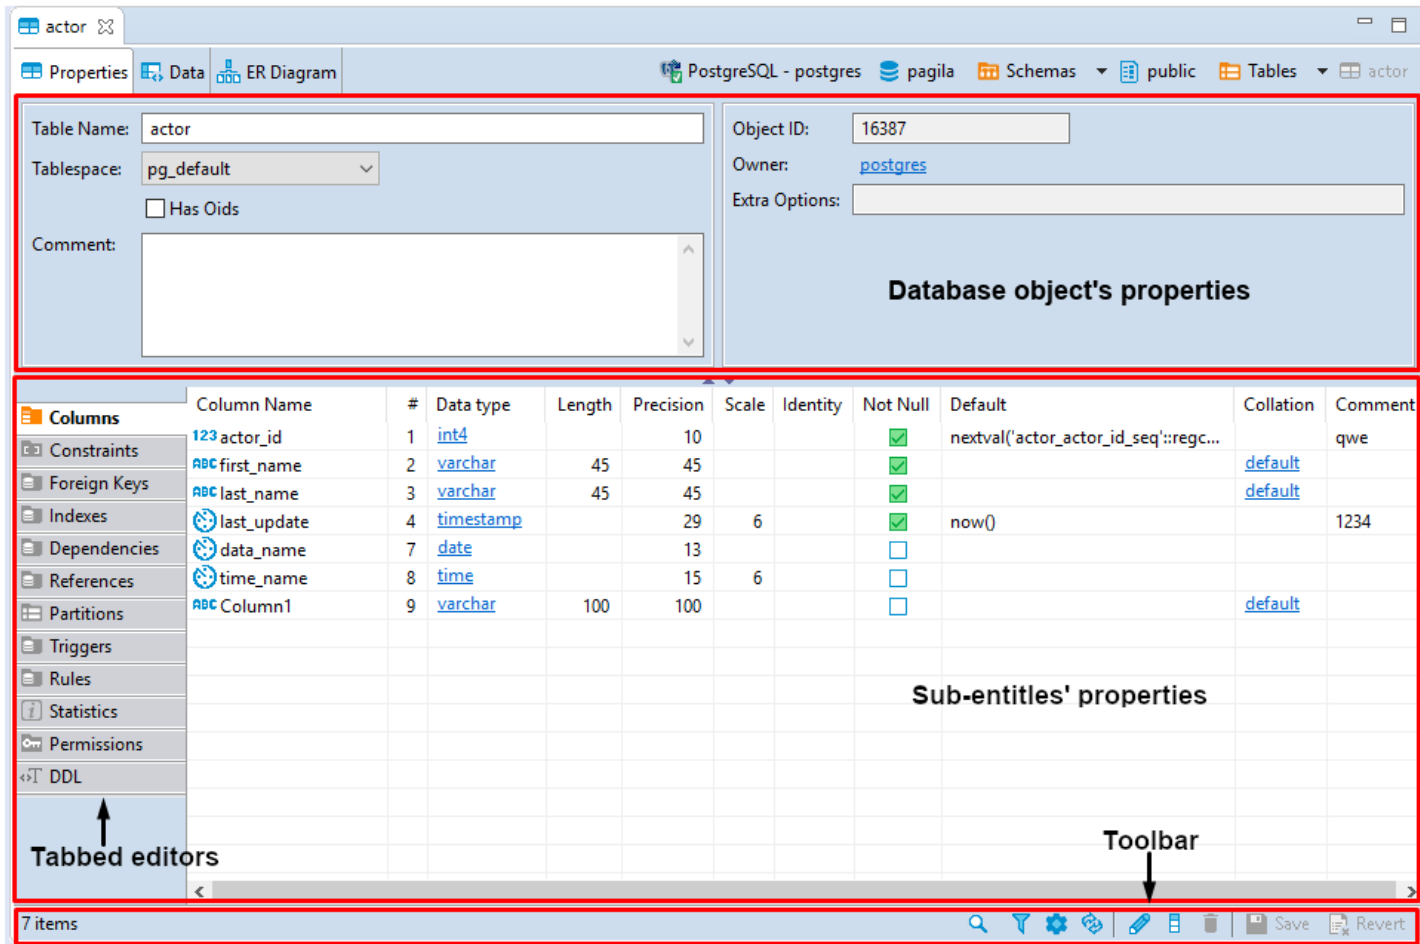 actor
Properties Data ER Diagram PostgreSQL - postgres pagila Schemas public Tables actor
Table Name: actor
Tablespace: pg_default
Has Oids
Comment:
Object ID: 16387
Owner: postgres
Extra Options:
Database object's properties
Columns
Constraints
Foreign Keys
Indexes
Dependencies
References
Partitions
Triggers
Rules
Statistics
Permissions
DDL
Tabbed editors
Column Name # Data type Length Precision Scale Identity Not Null Default Collation Comment
123 actor_id 1 int4 10 nextval('actor_actor_id_seq'::regc... qwe
ABC first_name 2 varchar 45 45 default
ABC last_name 3 varchar 45 45 default
last_update 4 timestamp 29 6 now() 1234
data_name 7 date 13
time_name 8 time 15 6
ABC Column1 9 varchar 100 100 default
Sub-entitles' properties
Toolbar
7 items Save Revert